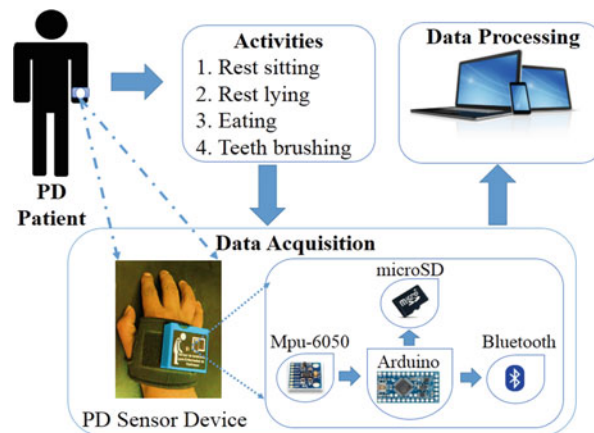 Activities
1. Rest sitting
2. Rest lying
3. Eating
4. Teeth brushing
Data Processing
PD
Patient
Data Acquisition
microSD
Mpu-6050
Arduino
Bluetooth
PD Sensor Device